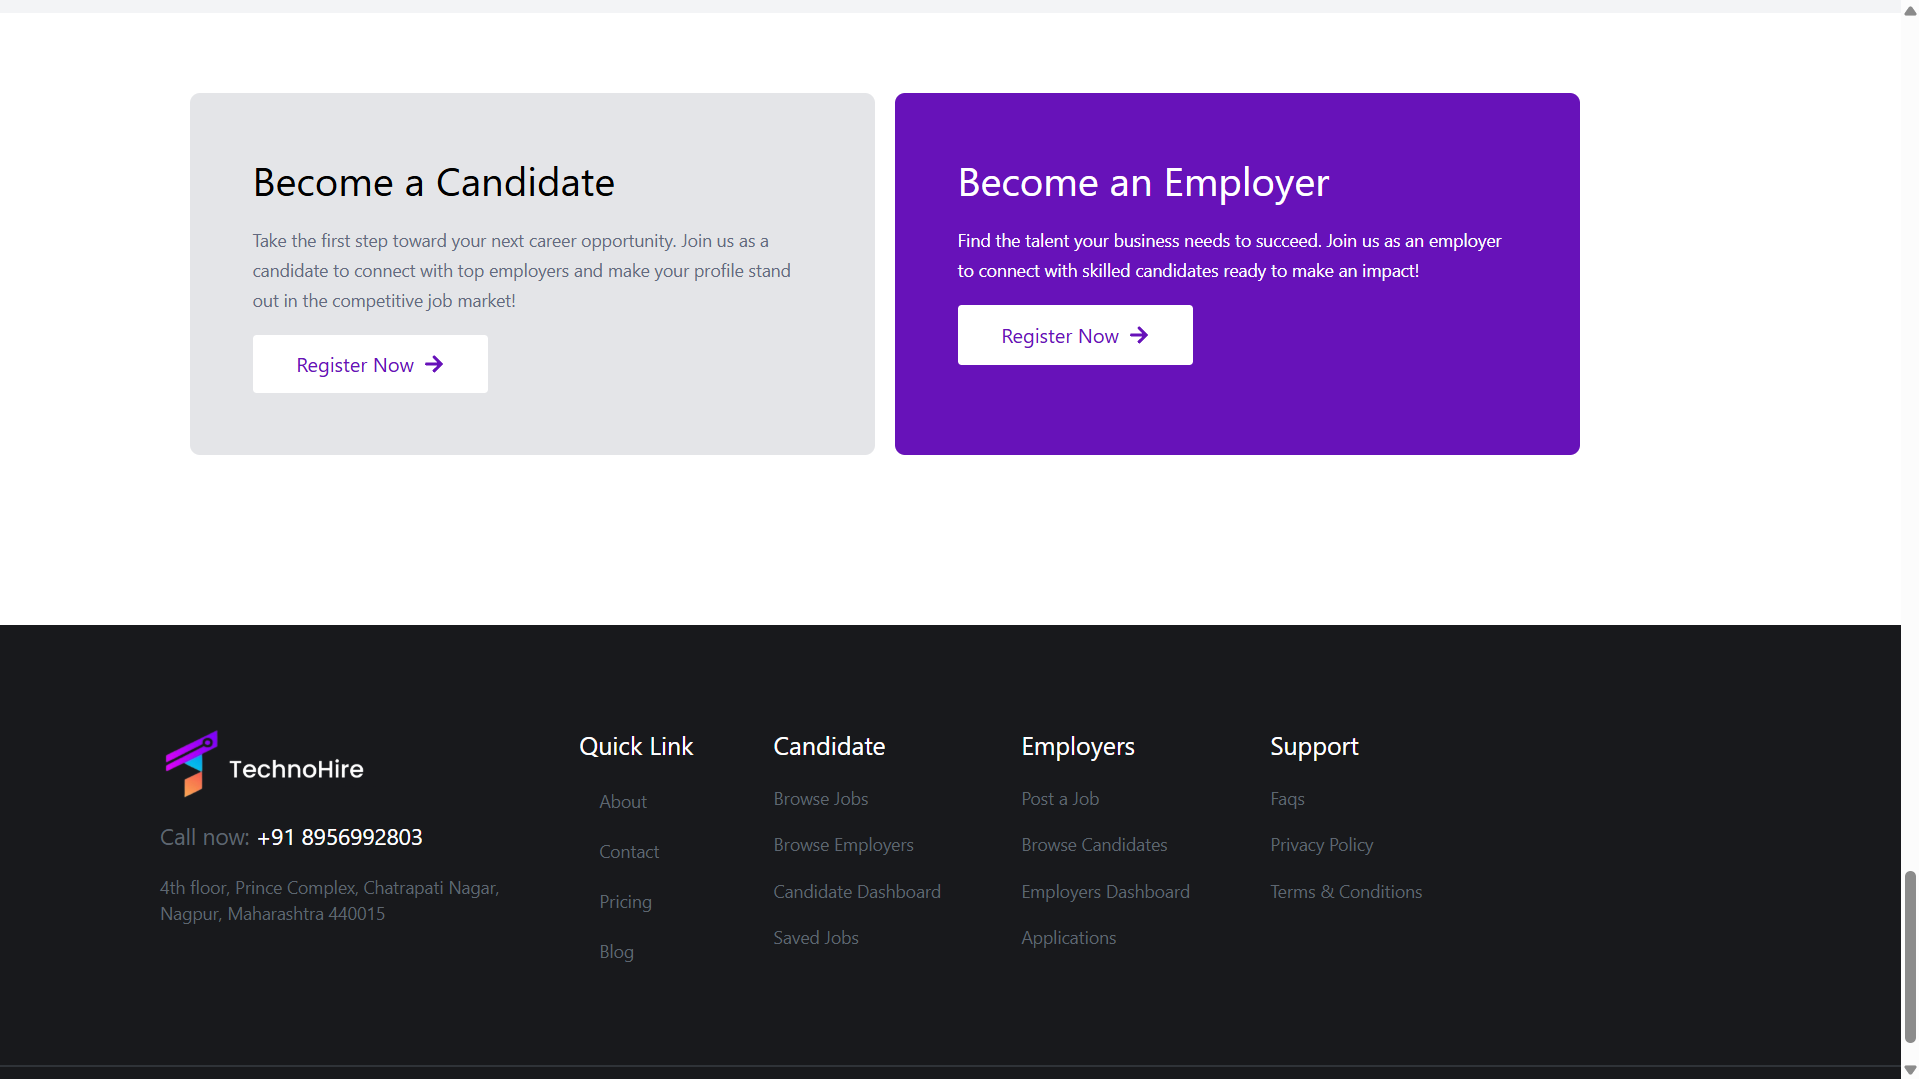 Become a Candidate
Take the first step toward your next career opportunity. Join us as a
candidate to connect with top employers and make your profile stand
out in the competitive job market!
Register Now
Become an Employer
Find the talent your business needs to succeed. Join us as an employer
to connect with skilled candidates ready to make an impact!
Register Now
TechnoHire
Call now: +91 8956992803
4th floor, Prince Complex, Chatrapati Nagar,
Nagpur, Maharashtra 440015
Quick Link
About
Contact
Pricing
Blog
Candidate
Browse Jobs
Browse Employers
Candidate Dashboard
Saved Jobs
Employers
Post a Job
Browse Candidates
Employers Dashboard
Applications
Support
Faqs
Privacy Policy
Terms & Conditions